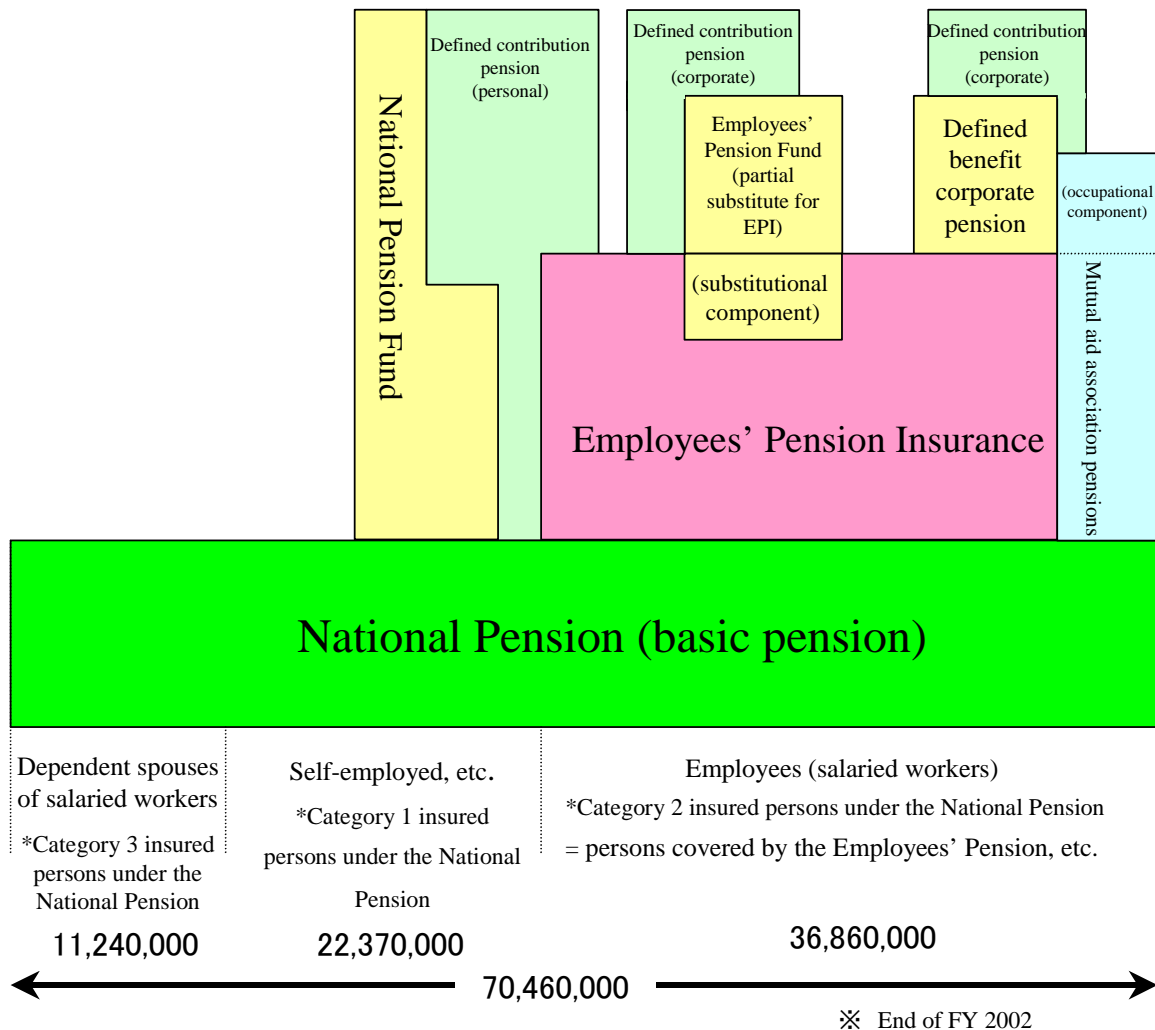 National Pension Fund
Defined contribution
pension
(personal)
Defined contribution
pension
(corporate)
Employees’
Pension Fund
(partial
substitute for
EPI)
(substitutional
component)
Defined contribution
pension
(corporate)
Defined
benefit
corporate
pension
(occupational
component)
Mutual aid association pensions
Employees’ Pension Insurance
National Pension (basic pension)
Dependent spouses
of salaried workers
*Category 3 insured
persons under the
National Pension
11,240,000
Self-employed, etc.
*Category 1 insured
persons under the National
Pension
22,370,000
Employees (salaried workers)
*Category 2 insured persons under the National Pension
= persons covered by the Employees’ Pension, etc.
36,860,000
70,460,000
※ End of FY 2002